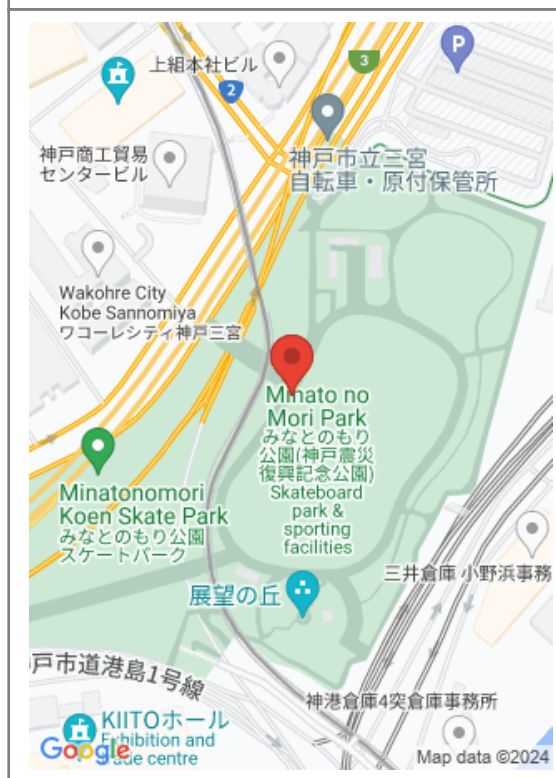 上組本社ビル
P
3
2
神戸商工貿易
センタービル
神戸市立三宮
自転車・原付保管所
Wakohre City
Kobe Sannomiya
ワコーレシティ神戸三宮
Minato no
Mori Park
みなとのもり
公園(神戸震災
復興記念公園)
Skateboard
park &
sporting
facilities
Minatonomori
Koen Skate Park
みなとのもり公園
スケートパーク
三井倉庫 小野浜事務
展望の丘
戸市道港島1号線
神港倉庫4突倉庫事務所
KIITOホール
Exhibition and
trade centre
Google
Map data ©2024